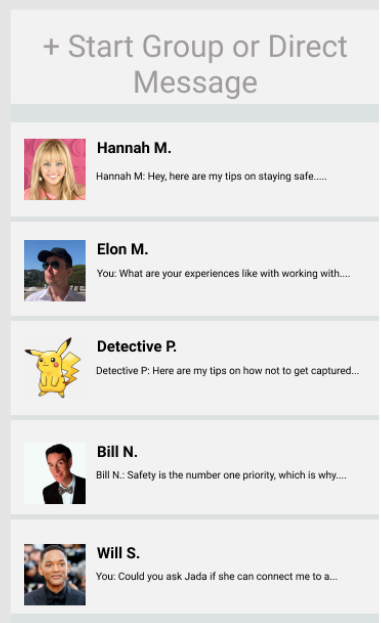 + Start Group or Direct
Message
Hannah M.
Hannah M: Hey, here are my tips on staying safe.....
Elon M.
You: What are your experiences like with working with....
Detective P.
Detective P: Here are my tips on how not to get captured...
Bill N.
Bill N.: Safety is the number one priority, which is why....
Will S.
You: Could you ask Jada if she can connect me to a...